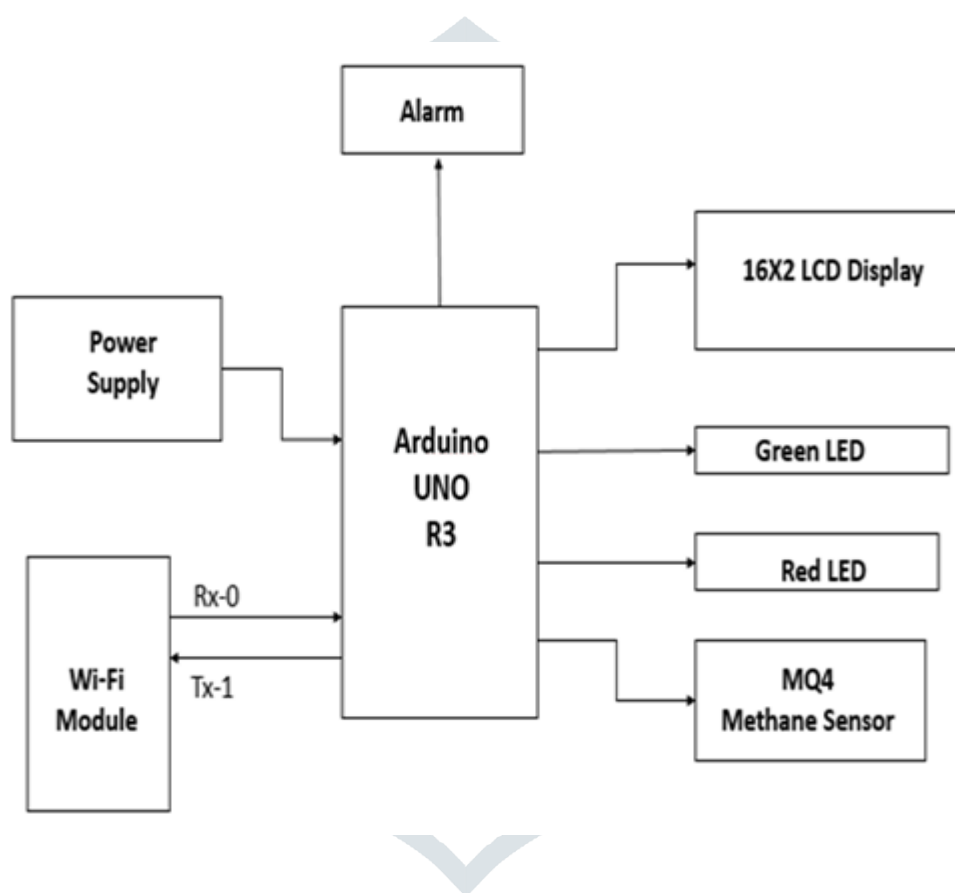 Alarm
16X2 LCD Display
Power
Supply
Arduino
UNO
R3
Green LED
Red LED
Rx-0
Tx-1
Wi-Fi
Module
MQ4
Methane Sensor